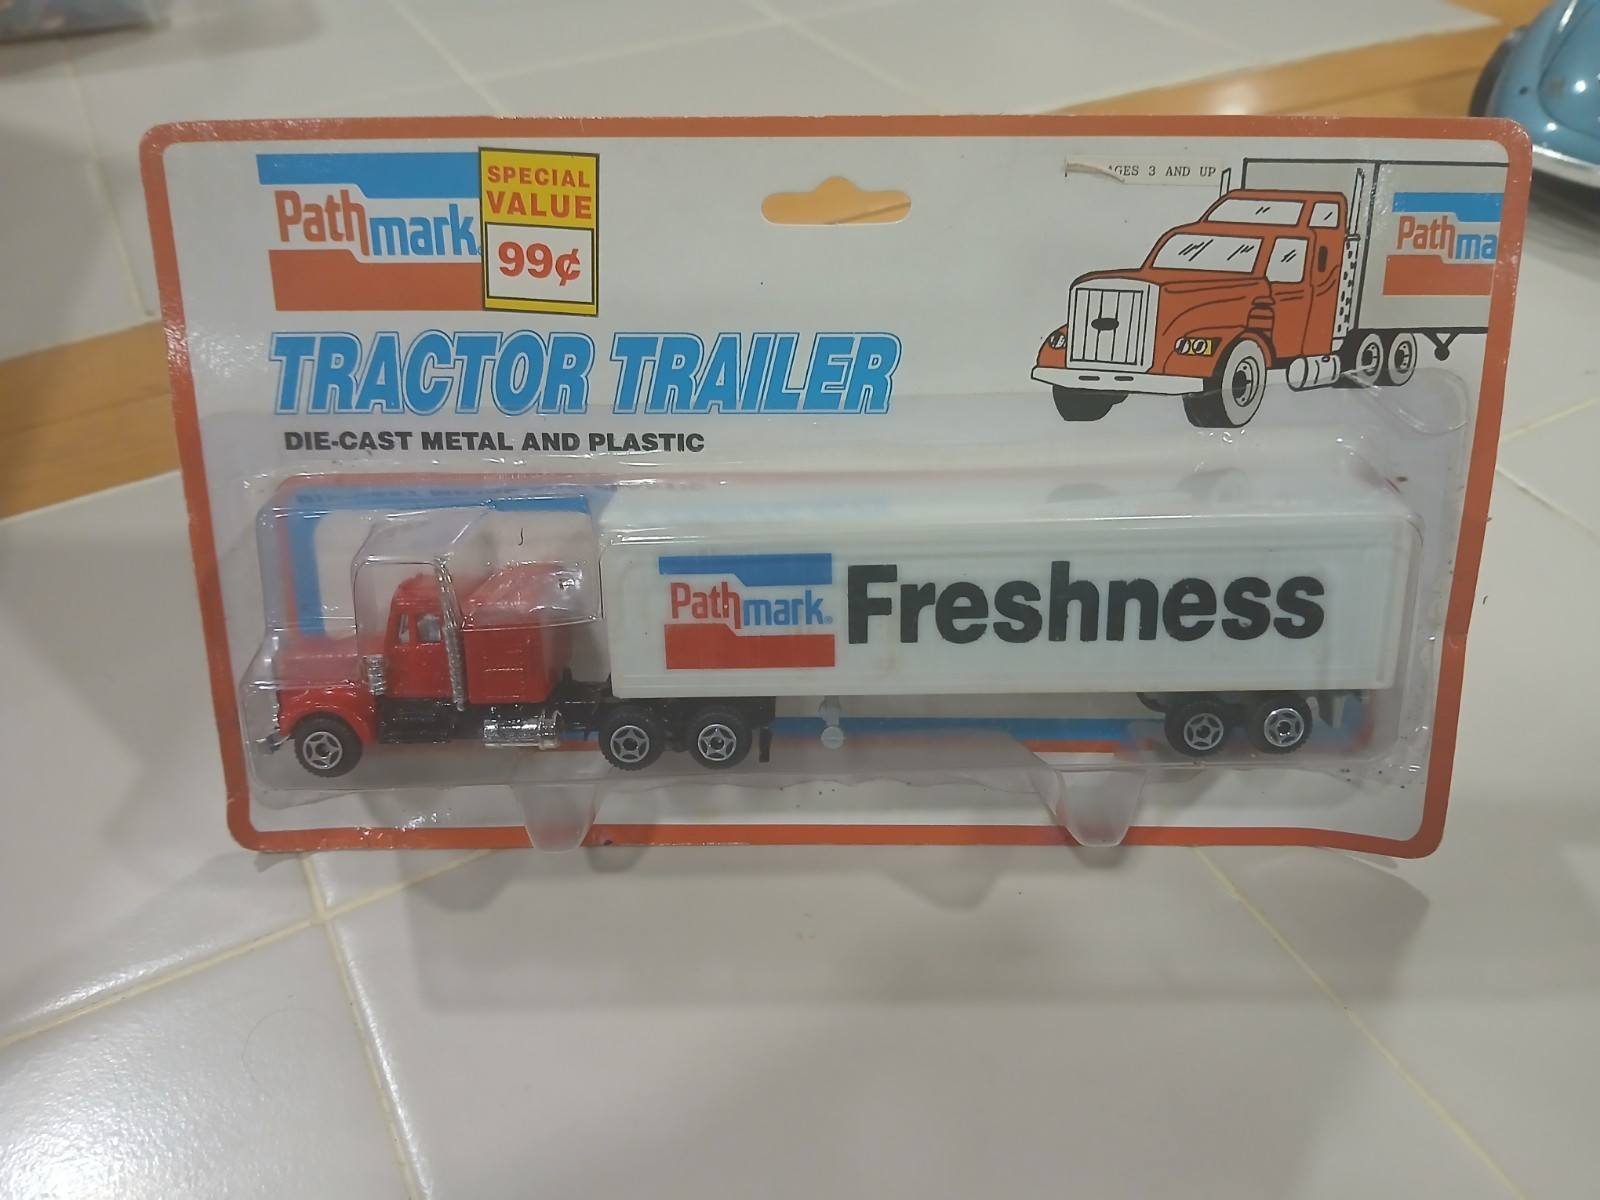 Pathmark.
SPECIAL
VALUE
99¢
AGES 3 AND UP
Pathma
TRACTOR TRAILER
DIE-CAST METAL AND PLASTIC
Pathmark® Freshness